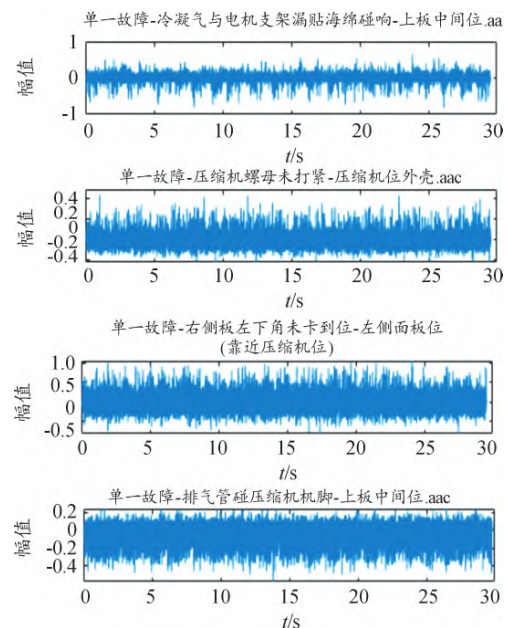 单一故障-冷凝气与电机支架漏贴海绵碰响-上板中间位.aa
幅值
1
0
-1
0 5 10 15 20 25 30
t/s
单一故障-压缩机螺母未打紧-压缩机位外壳.aac
幅值
0.4
0.2
-0.2
-0.4
0 5 10 15 20 25 30
t/s
单一故障-右侧板左下角未卡到位-左侧面板位
(靠近压缩机位)
幅值
1.0
0.5
0
-0.5
0 5 10 15 20 25 30
t/s
单一故障-排气管碰压缩机机脚-上板中间位.aac
幅值
0.2
0
-0.2
-0.4
0 5 10 15 20 25 30
t/s